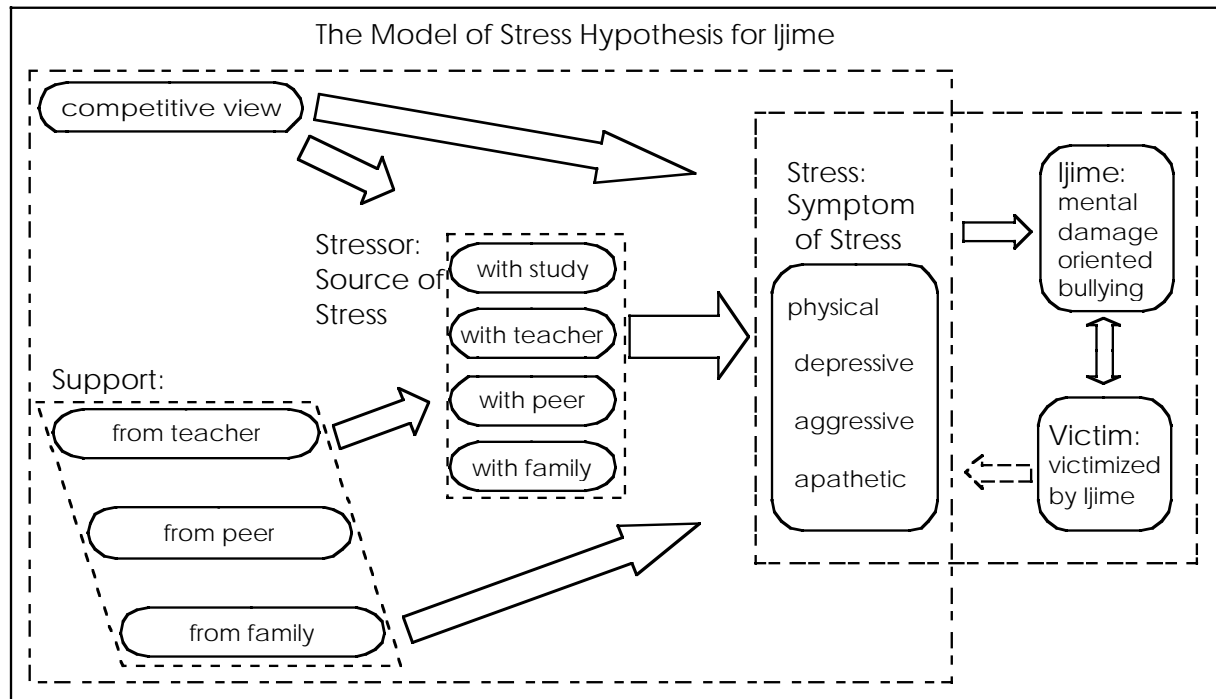 The Model of Stress Hypothesis for Ijime
competitive view
Stressor:
Source of
Stress
with study
with teacher
with peer
with family
Support:
from teacher
from peer
from family
Stress:
Symptom
of Stress
physical
depressive
aggressive
apathetic
Ijime:
mental
damage
oriented
bullying
Victim:
victimized
by Ijime